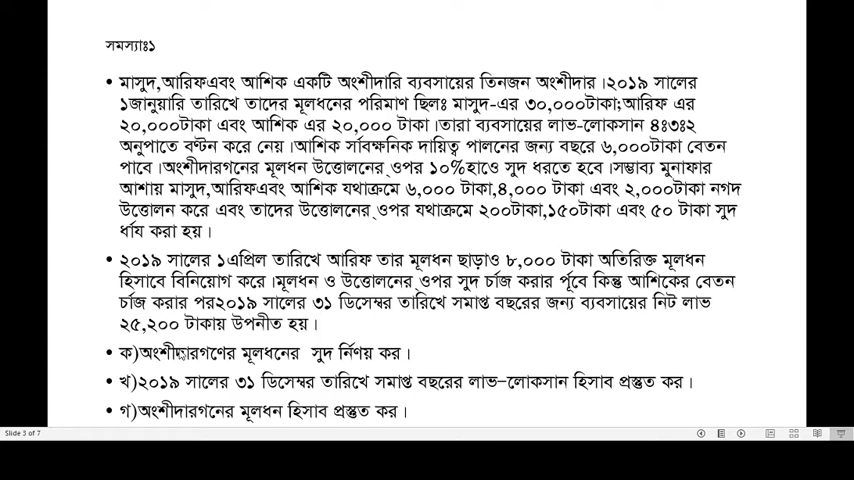 সমস্যাঃ১
• মাসুদ,আরিফএবং আশিক একটি অংশীদারি ব্যবসায়ের তিনজন অংশীদার।২০১৯ সালের
১জানুয়ারি তারিখে তাদের মূলধনের পরিমাণ ছিলঃ মাসুদ-এর ৩০,০০০টাকা;আরিফ এর
২০,০০০টাকা এবং আশিক এর ২০,০০০ টাকা।তারা ব্যবসায়ের লাভ-লোকসান ৪ঃ৩ঃ২
অনুপাতে বণ্টন করে নেয়।আশিক র্সাবক্ষনিক দায়িত্ব পালনের জন্য বছরে ৬,০০০টাকা বেতন
পাবে।অংশীদারগনের মূলধন উত্তোলনের্ ওপর ১০%হাওে সুদ ধরতে হবে।সম্ভাব্য মুনাফার
আশায় মাসুদ,আরিফএবং আশিক যথাক্রমে ৬,০০০ টাকা,৪,০০০ টাকা এবং ২,০০০টাকা নগদ
উত্তোলন করে এবং তাদের উত্তোলনের্ ওপর যথাক্রমে ২০০টাকা,১৫০টাকা এবং ৫০ টাকা সুদ
র্ধায করা হয়।
• ২০১৯ সালের ১এপ্রিল তারিখে আরিফ তার মূলধন ছাড়াও ৮,০০০ টাকা অতিরিক্ত মূলধন
হিসাবে বিনিয়োগ করে।মূলধন ও উত্তোলনের্ ওপর সুদ র্চাজ করার র্পূবে কিন্তু আশিকের বেতন
র্চাজ করার পর২০১৯ সালের ৩১ ডিসেম্বর তারিখে সমাপ্ত বছরের জন্য ব্যবসায়ের নিট লাভ
২৫,২০০ টাকায় উপনীত হয়।
• ক)অংশীদারগণের মূলধনের সুদ র্নিণয় কর।
• খ)২০১৯ সালের ৩১ ডিসেম্বর তারিখে সমাপ্ত বছরের লাভ-লোকসান হিসাব প্রস্তুত কর।
• গ)অংশীদারগনের মূলধন হিসাব প্রস্তুত কর।
Slide 3 of 7